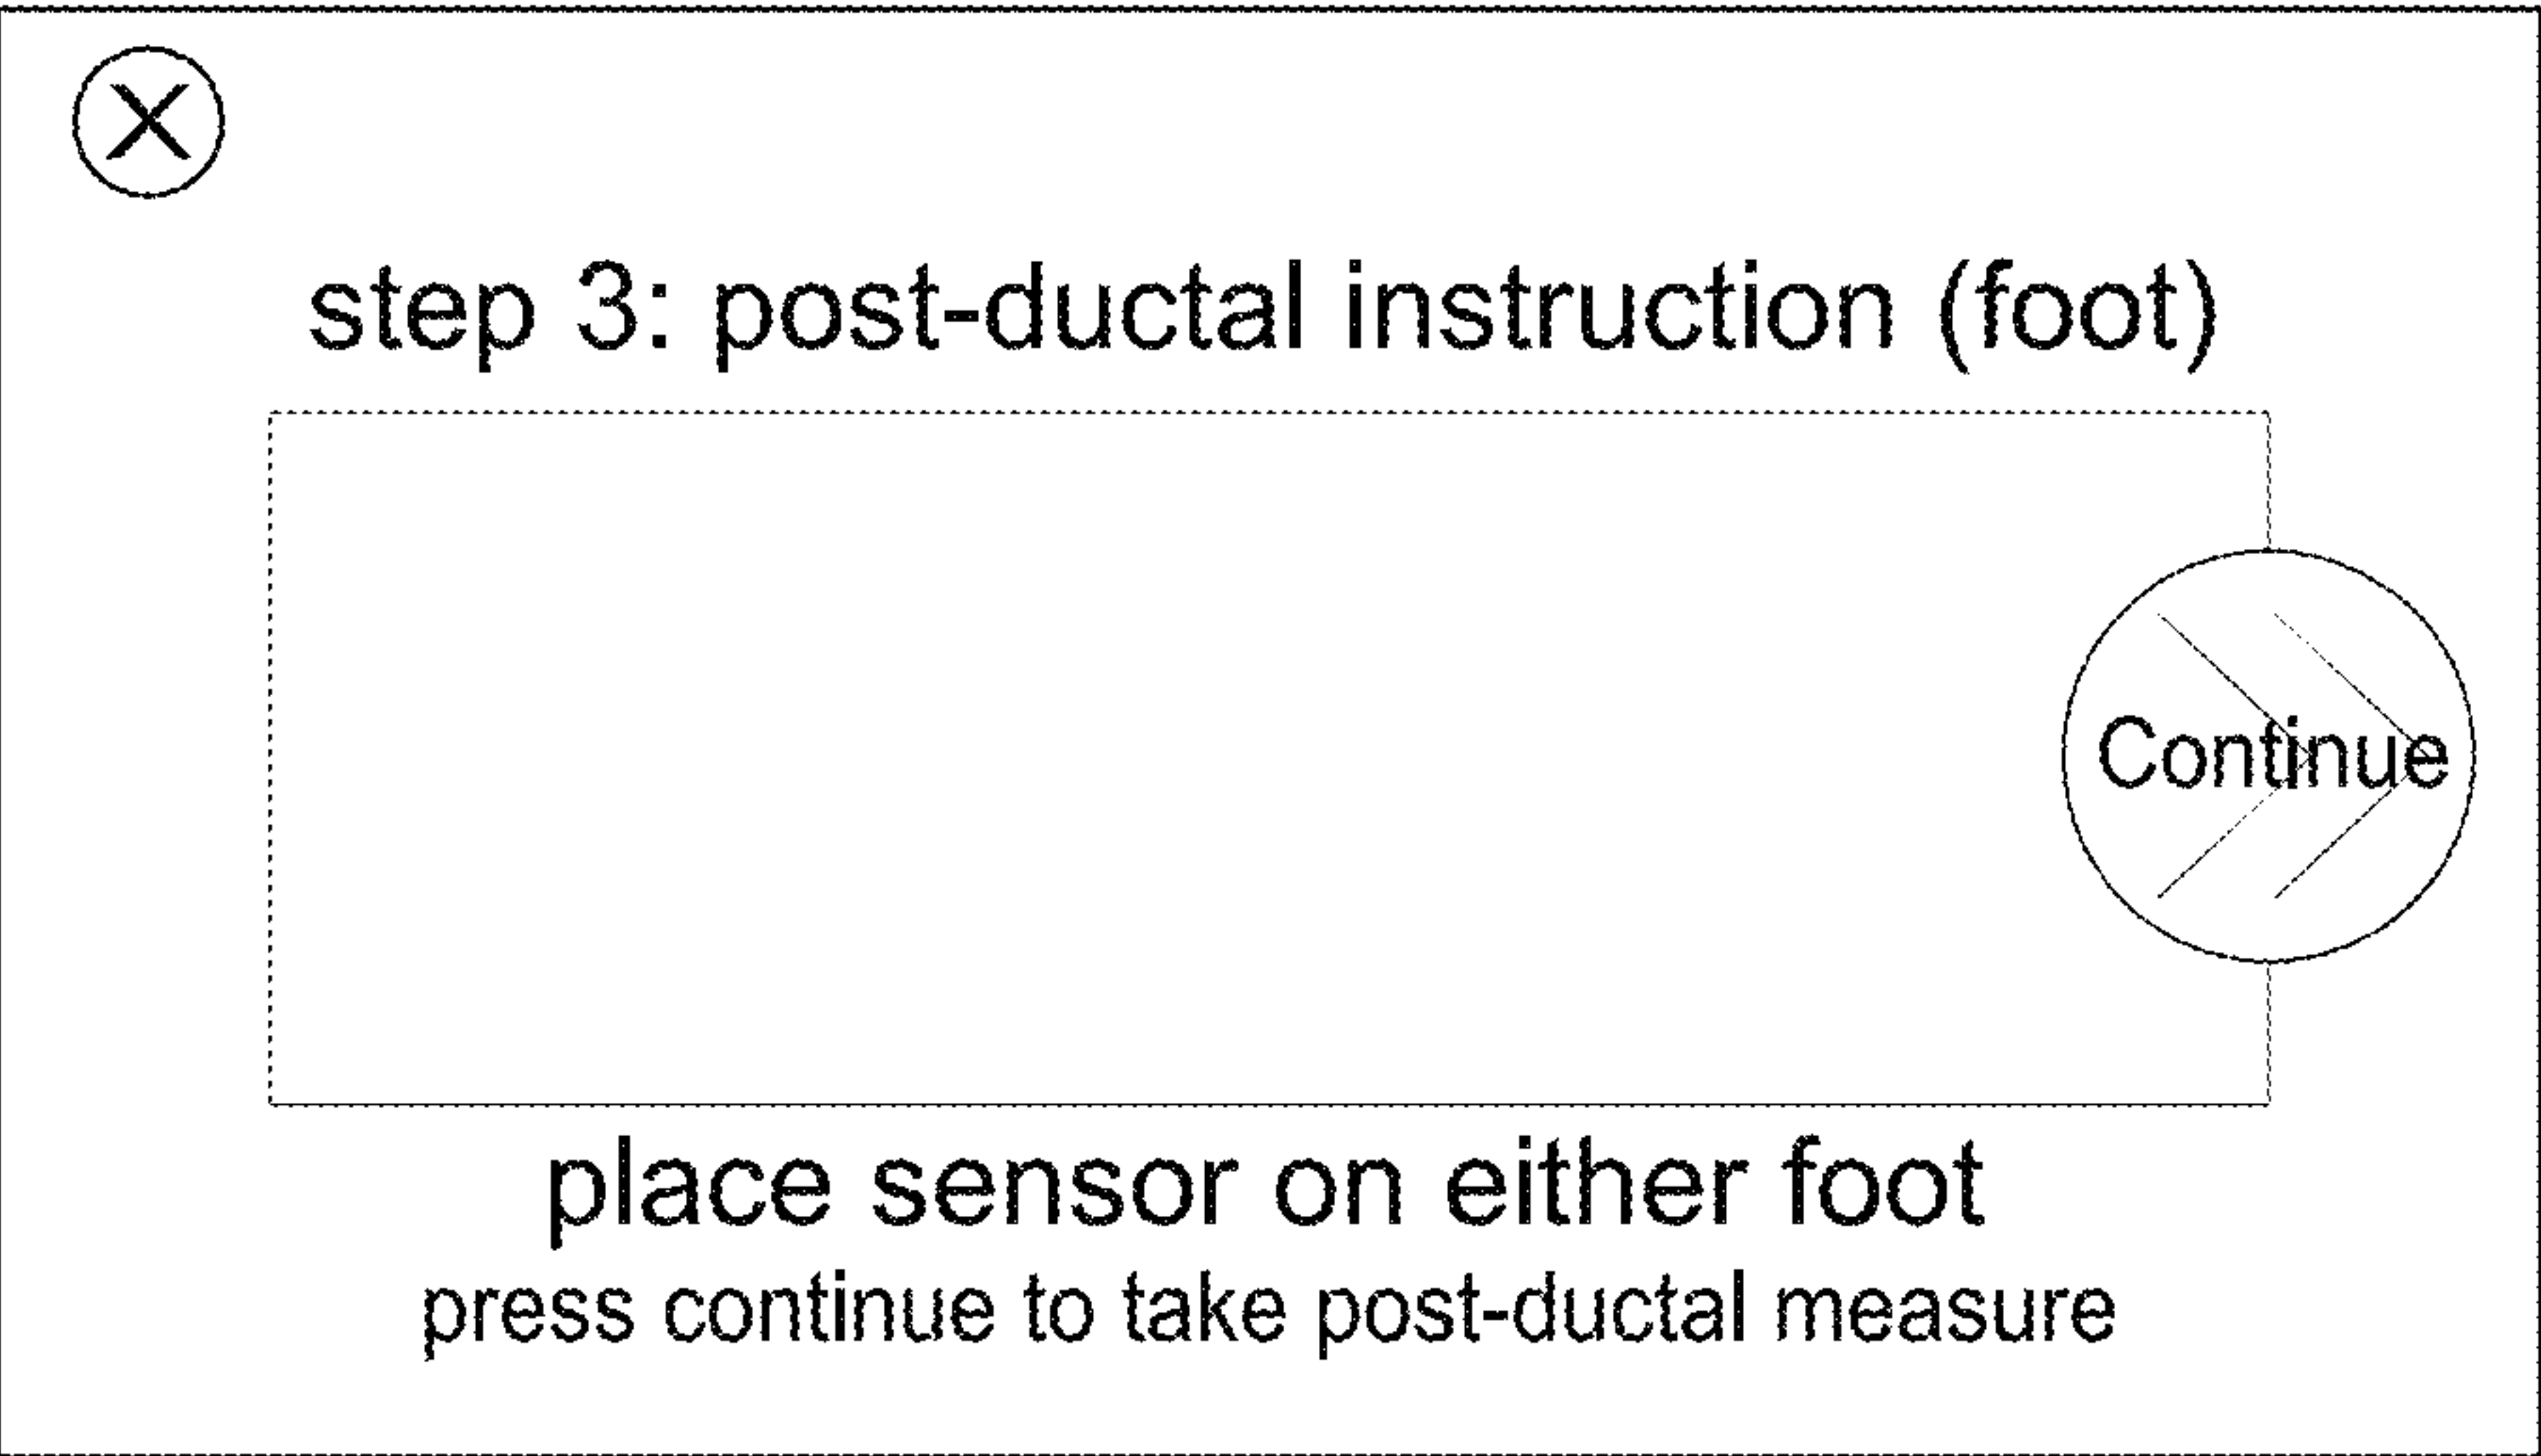 X
step 3: post-ductal instruction (foot)
Continue
place sensor on either foot
press continue to take post-ductal measure